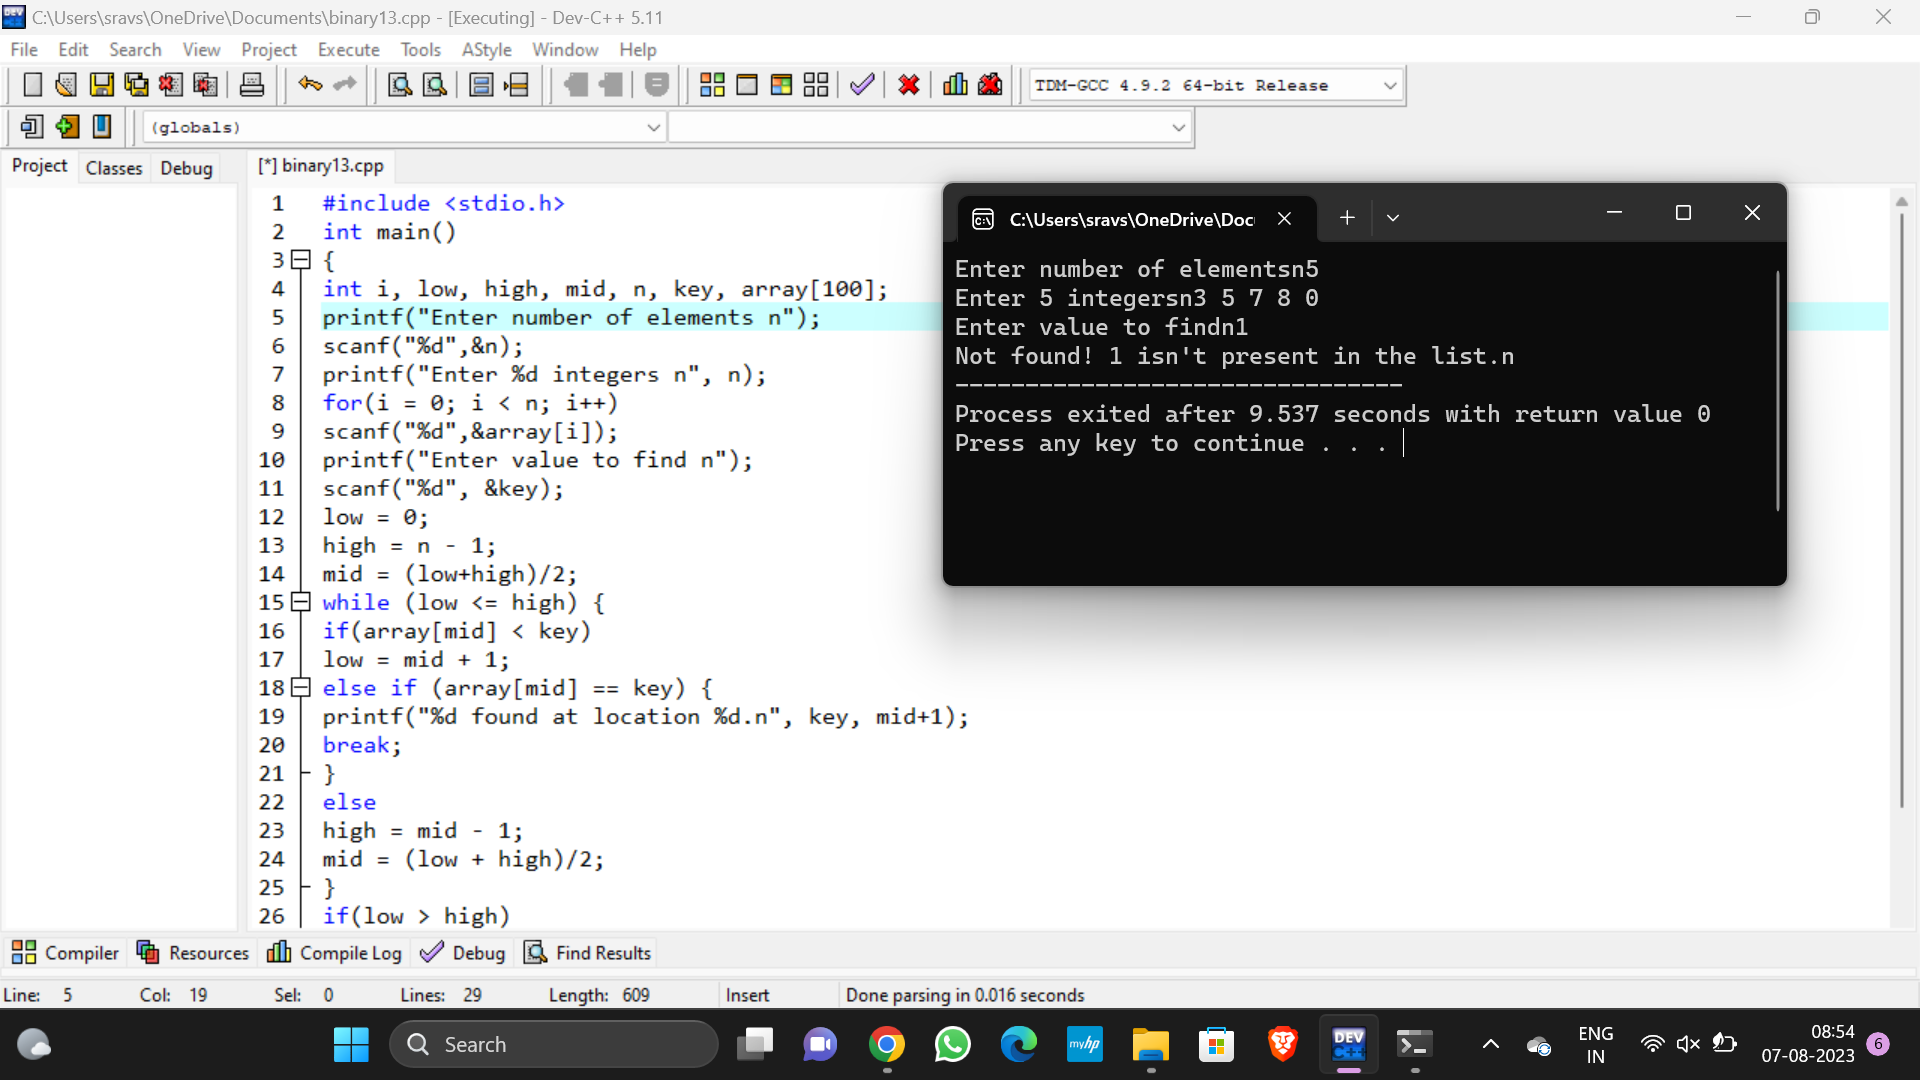 C:\Users\sravs\OneDrive\Documents\binary13.cpp - [Executing] - Dev-C++ 5.11
File Edit Search View Project Execute Tools AStyle Window Help
TDM-GCC 4.9.2 64-bit Release
(globals)
Project Classes Debug
[*] binary13.cpp
1 #include <stdio.h>
2 int main()
3 {
4 int i, low, high, mid, n, key, array[100];
5 printf("Enter number of elements n");
6 scanf("%d",&n);
7 printf("Enter %d integers n", n);
8 for(i = 0; i < n; i++)
9 scanf("%d",&array[i]);
10 printf("Enter value to find n");
11 scanf("%d", &key);
12 low = 0;
13 high = n - 1;
14 mid = (low+high)/2;
15 while (low <= high) {
16 if(array[mid] < key)
17 low = mid + 1;
18 else if (array[mid] == key) {
19 printf("%d found at location %d.n", key, mid+1);
20 break;
21 }
22 else
23 high = mid - 1;
24 mid = (low + high)/2;
25 }
26 if(low > high)
C:\Users\sravs\OneDrive\Doc
Enter number of elementsn5
Enter 5 integersn3 5 7 8 0
Enter value to findn1
Not found! 1 isn't present in the list.n
--------------------------------
Process exited after 9.537 seconds with return value 0
Press any key to continue . . .
Compiler Resources Compile Log Debug Find Results
Line: 5 Col: 19 Sel: 0 Lines: 29 Length: 609 Insert Done parsing in 0.016 seconds
Search
myhp
DEV C++
ENG
IN
08:54
07-08-2023
6